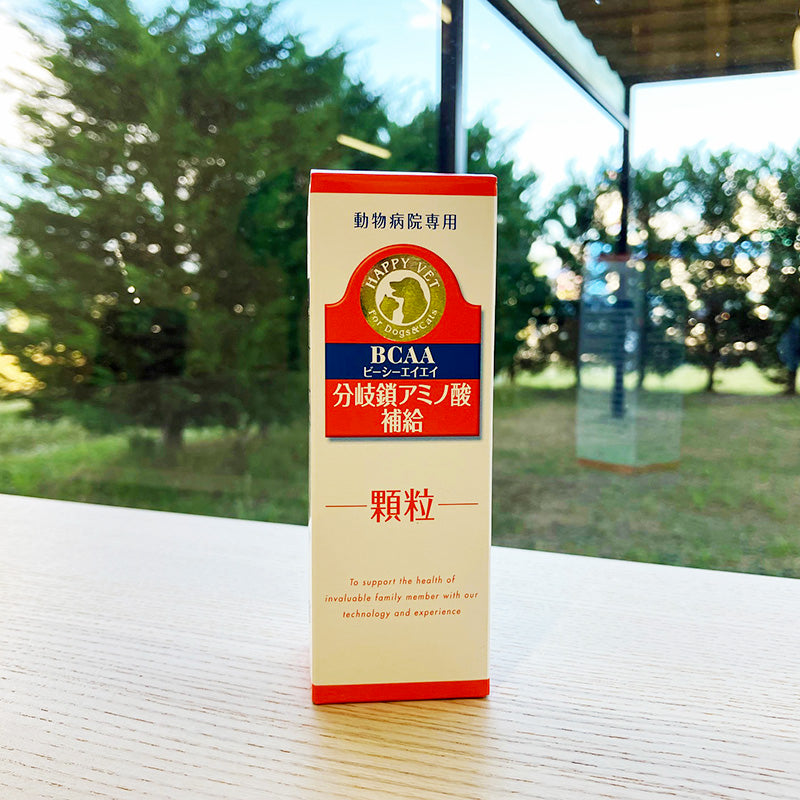 動物病院専用
HAPPY VET
For Dogs&Cats
BCAA
ビーシーエイエイ
分岐鎖アミノ酸
補給
顆粒
To support the health of
invaluable family member with our
technology and experience